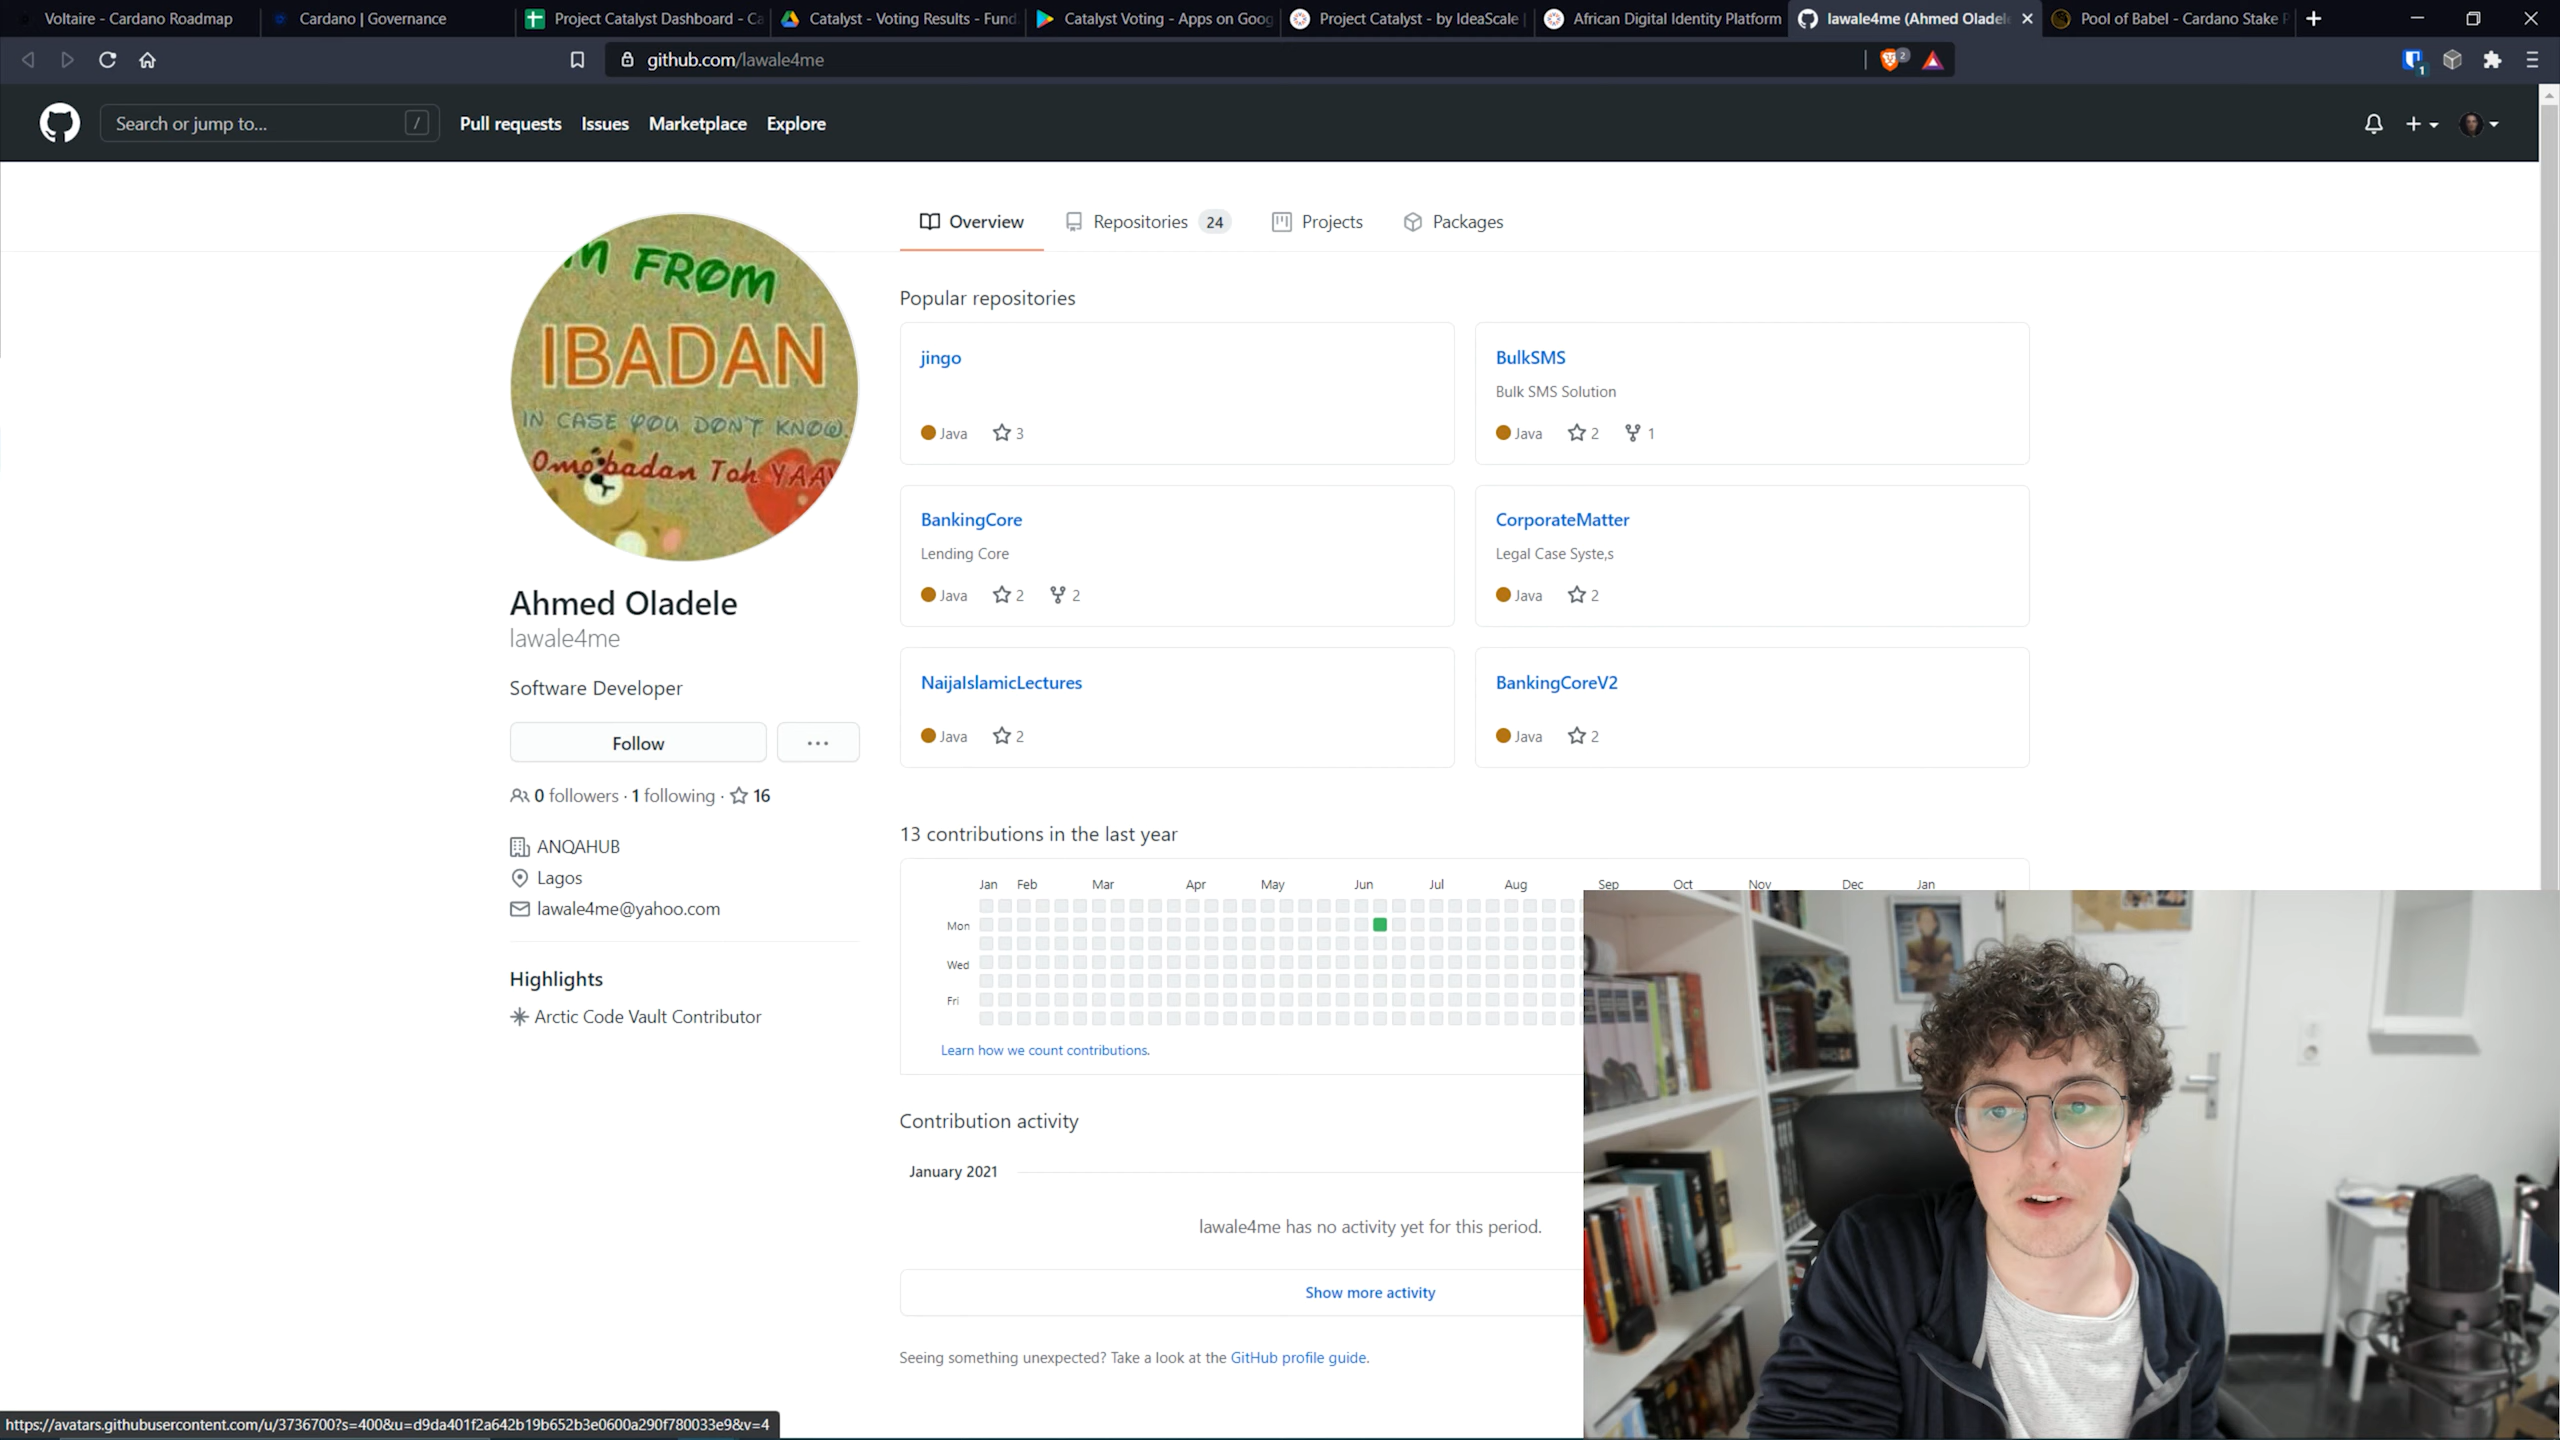 Voltaire - Cardano Roadmap
Cardano | Governance
Project Catalyst Dashboard - Ca
Catalyst - Voting Results - Fund
Catalyst Voting - Apps on Goog
Project Catalyst - by IdeaScale
African Digital Identity Platform
lawale4me (Ahmed Oladele
Pool of Babel - Cardano Stake P
github.com/lawale4me
2
1
Search or jump to...
/
Pull requests
Issues
Marketplace
Explore
Overview
Repositories 24
Projects
Packages
FROM
IBADAN
IN CASE YOU DON'T KNOW.
Ahmed Oladele
lawale4me
Software Developer
Follow
...
0 followers · 1 following · 16
ANQAHUB
Lagos
lawale4me@yahoo.com
Highlights
Arctic Code Vault Contributor
Popular repositories
jingo
Java 3
BulkSMS
Bulk SMS Solution
Java 2 1
BankingCore
Lending Core
Java 2 2
CorporateMatter
Legal Case Syste,s
Java 2
NaijaIslamicLectures
Java 2
BankingCoreV2
Java 2
13 contributions in the last year
Jan Feb Mar Apr May Jun Jul Aug Sep Oct Nov Dec Jan
Mon
Wed
Fri
Learn how we count contributions.
Contribution activity
January 2021
lawale4me has no activity yet for this period.
Show more activity
Seeing something unexpected? Take a look at the GitHub profile guide.
https://avatars.githubusercontent.com/u/3736700?s=400&u=d9da401f2a642b19b652b3e0600a290f780033e9&v=4